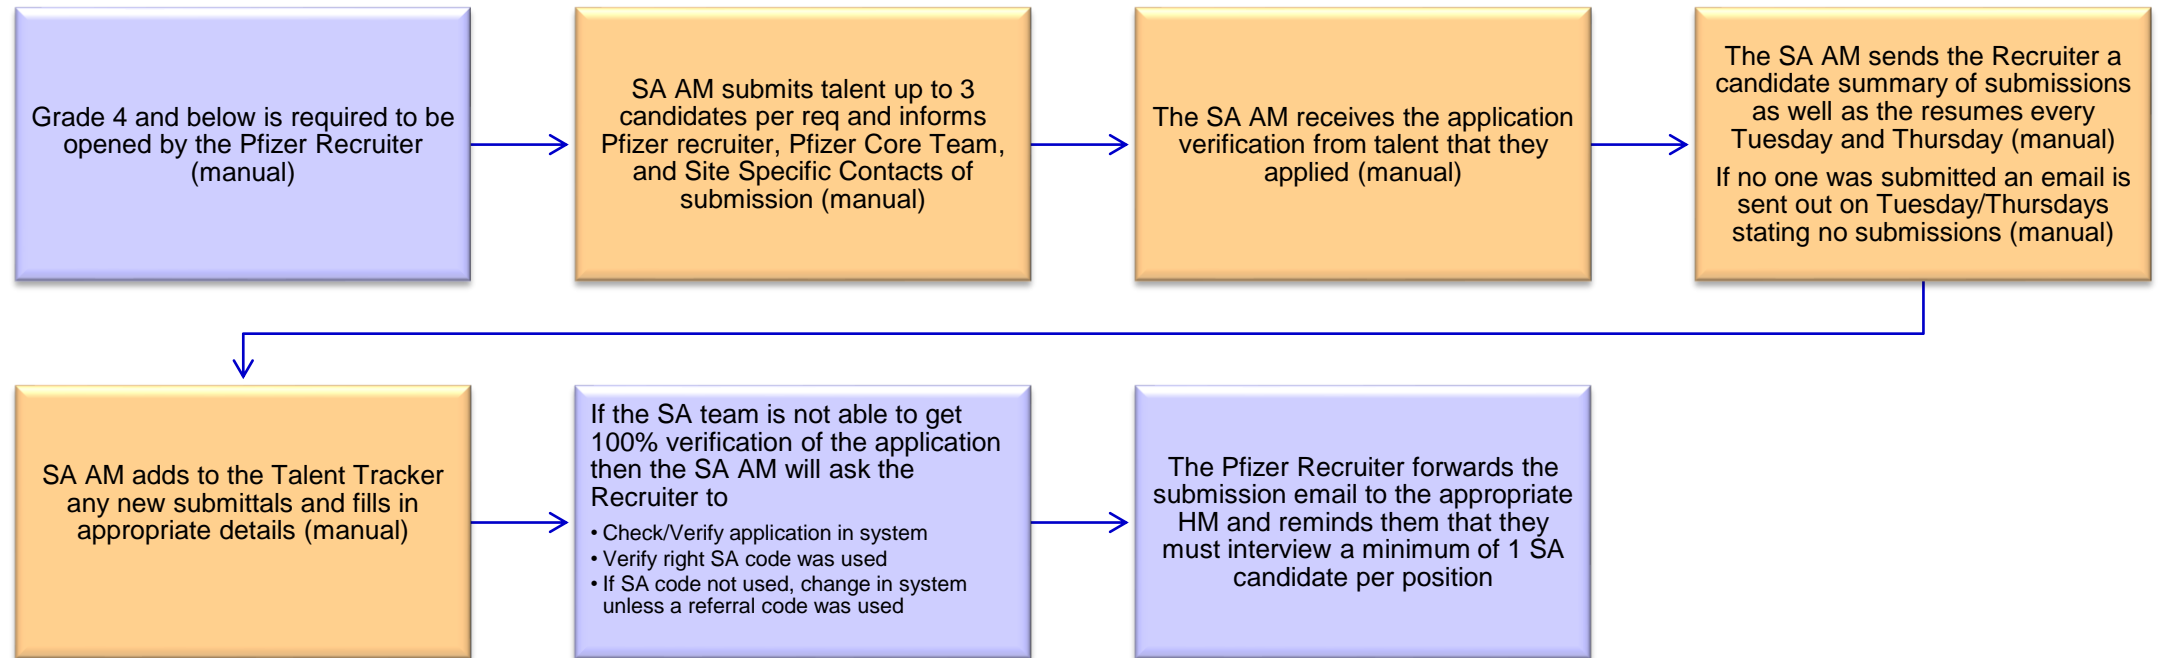 Grade 4 and below is required to be
opened by the Pfizer Recruiter
(manual)
SA AM submits talent up to 3
candidates per req and informs
Pfizer recruiter, Pfizer Core Team,
and Site Specific Contacts of
submission (manual)
The SA AM receives the application
verification from talent that they
applied (manual)
The SA AM sends the Recruiter a
candidate summary of submissions
as well as the resumes every
Tuesday and Thursday (manual)
If no one was submitted an email is
sent out on Tuesday/Thursdays
stating no submissions (manual)
SA AM adds to the Talent Tracker
any new submittals and fills in
appropriate details (manual)
If the SA team is not able to get
100% verification of the application
then the SA AM will ask the
Recruiter to
• Check/Verify application in system
• Verify right SA code was used
• If SA code not used, change in system
unless a referral code was used
The Pfizer Recruiter forwards the
submission email to the appropriate
HM and reminds them that they
must interview a minimum of 1 SA
candidate per position